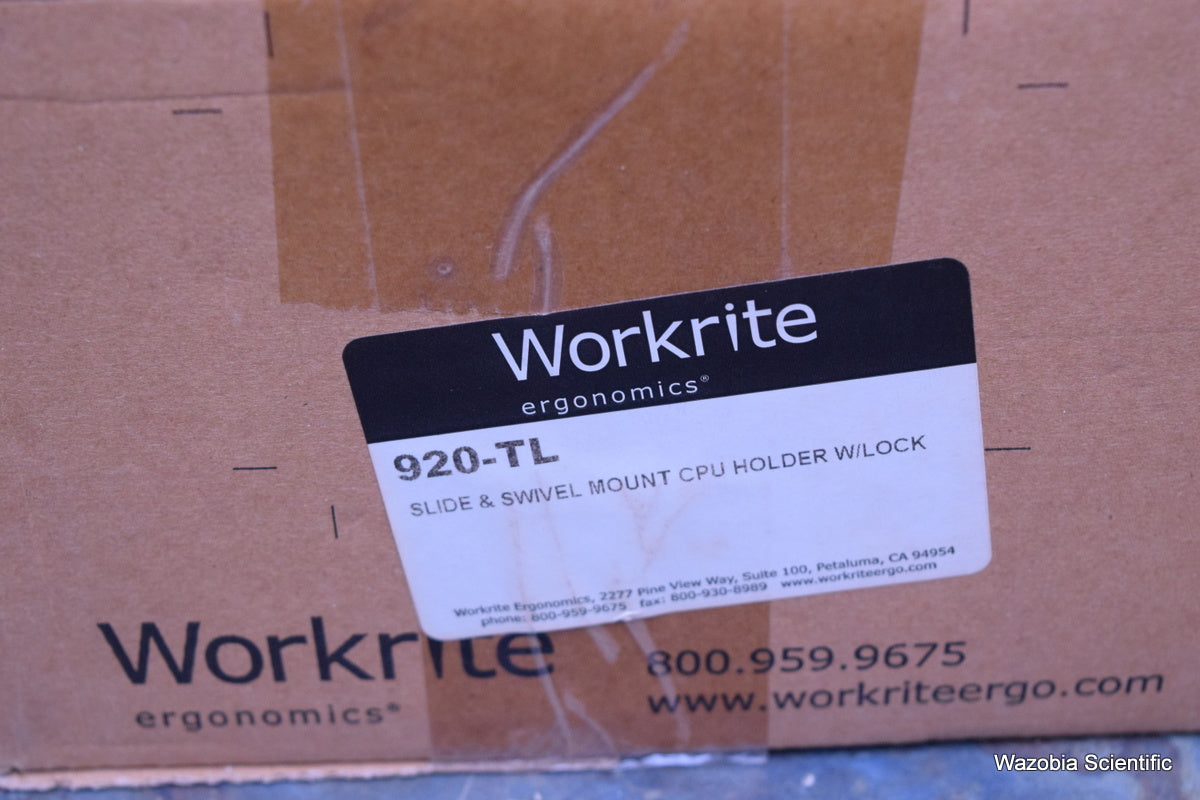 Workrite
ergonomics®
920-TL
SLIDE & SWIVEL MOUNT CPU HOLDER W/LOCK
Workrite Ergonomics, 2277 Pine View Way, Suite 100, Petaluma, CA 94954
phone: 800-959-9675 fax: 800-930-8989 www.workriteergo.com
Workrite
ergonomics®
800.959.9675
www.workriteergo.com
Wazobia Scientific